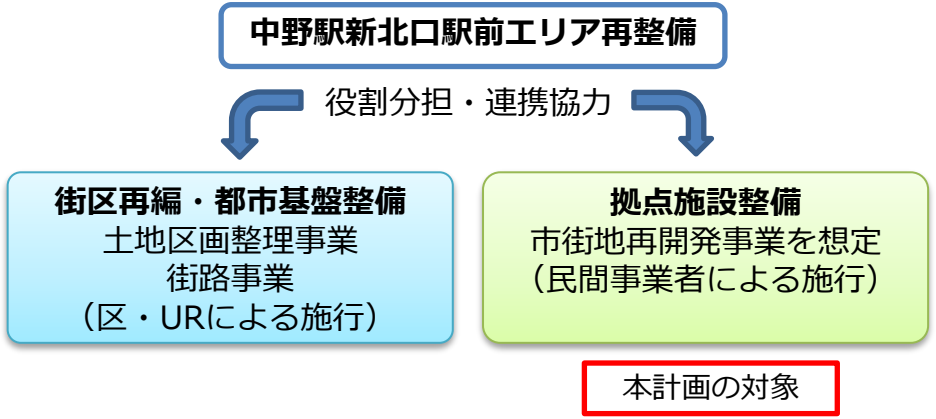 中野駅新北口駅前エリア再整備
役割分担・連携協力
街区再編・都市基盤整備
土地区画整理事業
街路事業
（区・URによる施行）
拠点施設整備
市街地再開発事業を想定
（民間事業者による施行）
本計画の対象